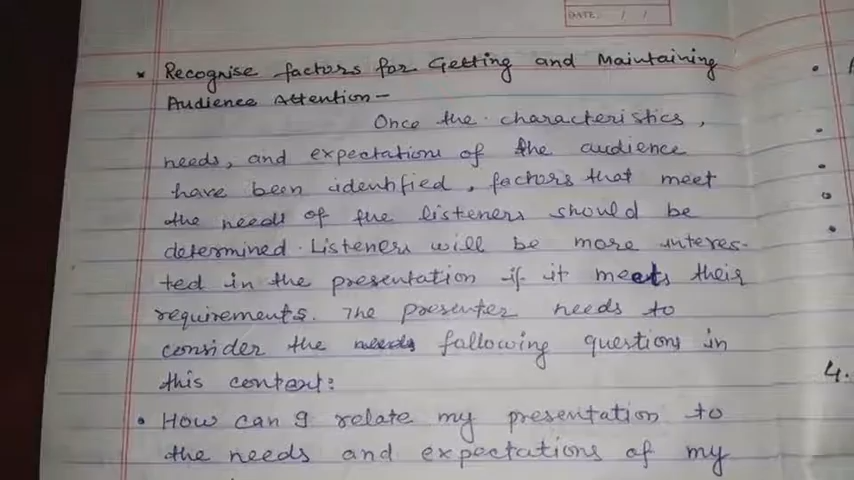 DATE: / /
* Recognise factors for Getting and Maintaining
Audience Attention -
Once the characteristics,
needs, and expectations of the audience
have been identified, factors that meet
the needs of the listeners should be
determined. Listeners will be more interes-
ted in the presentation if it meets their
requirements. The presenter needs to
consider the needs following questions in
this context:
• How can I relate my presentation to
the needs and expectations of my
4.